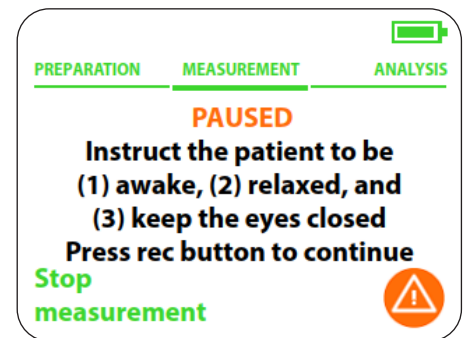 PREPARATION MEASUREMENT ANALYSIS
PAUSED
Instruct the patient to be
(1) awake, (2) relaxed, and
(3) keep the eyes closed
Press rec button to continue
Stop
measurement